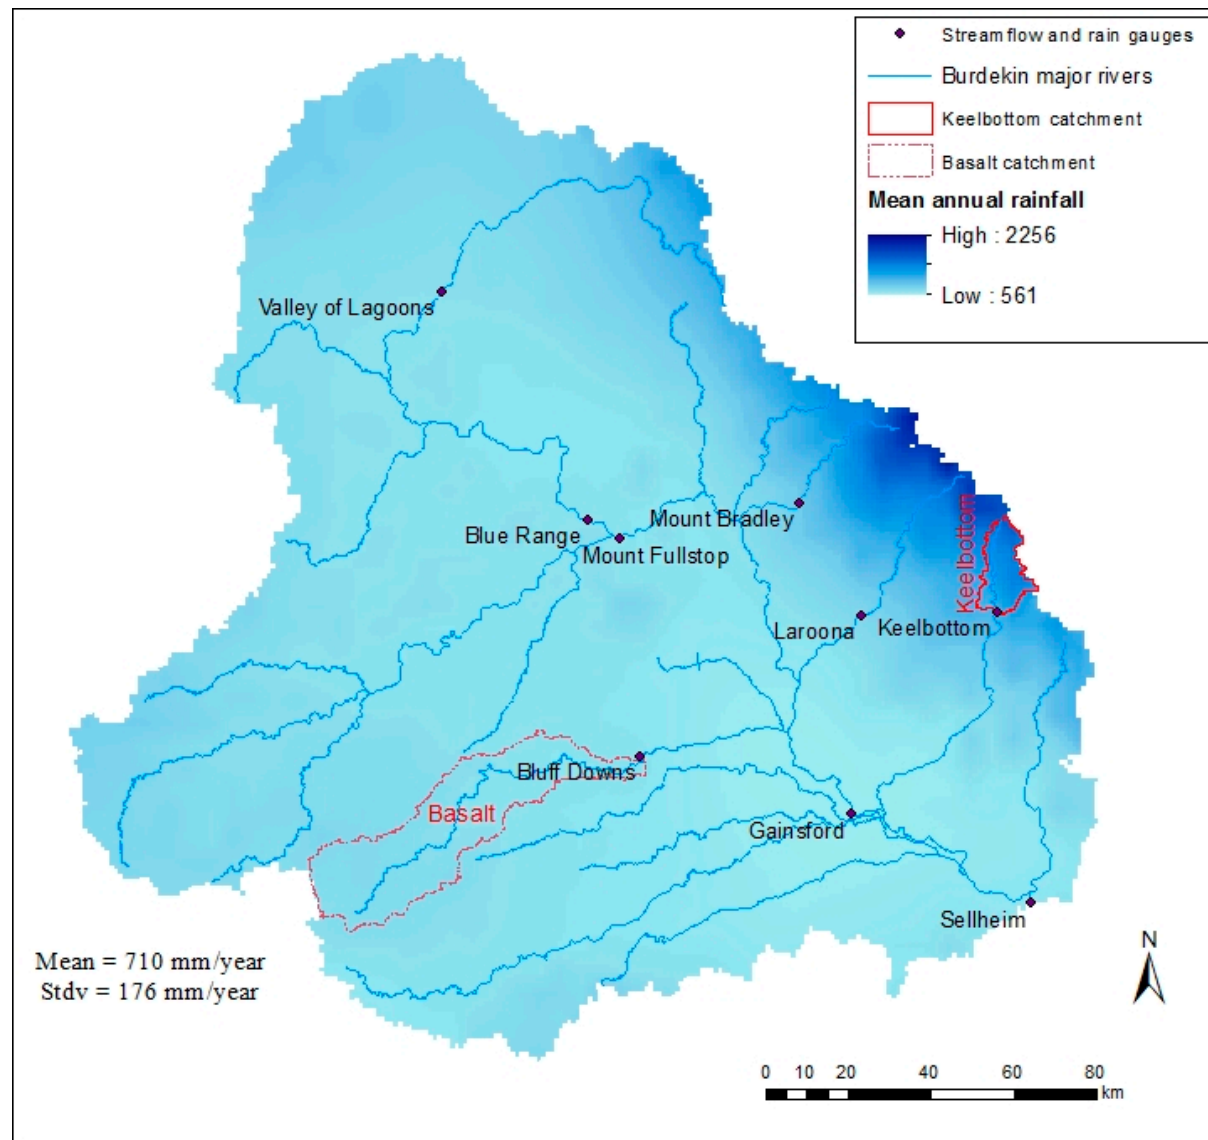 Streamflow and rain gauges
Burdekin major rivers
Keelbottom catchment
Basalt catchment
Mean annual rainfall
High : 2256
Low : 561
Valley of Lagoons
Blue Range
Mount Fullstop
Mount Bradley
Keelbottom
Laroona
Keelbottom
Bluff Downs
Basalt
Gainsford
Sellheim
Mean = 710 mm/year
Stdv = 176 mm/year
N
0 10 20 40 60 80
km